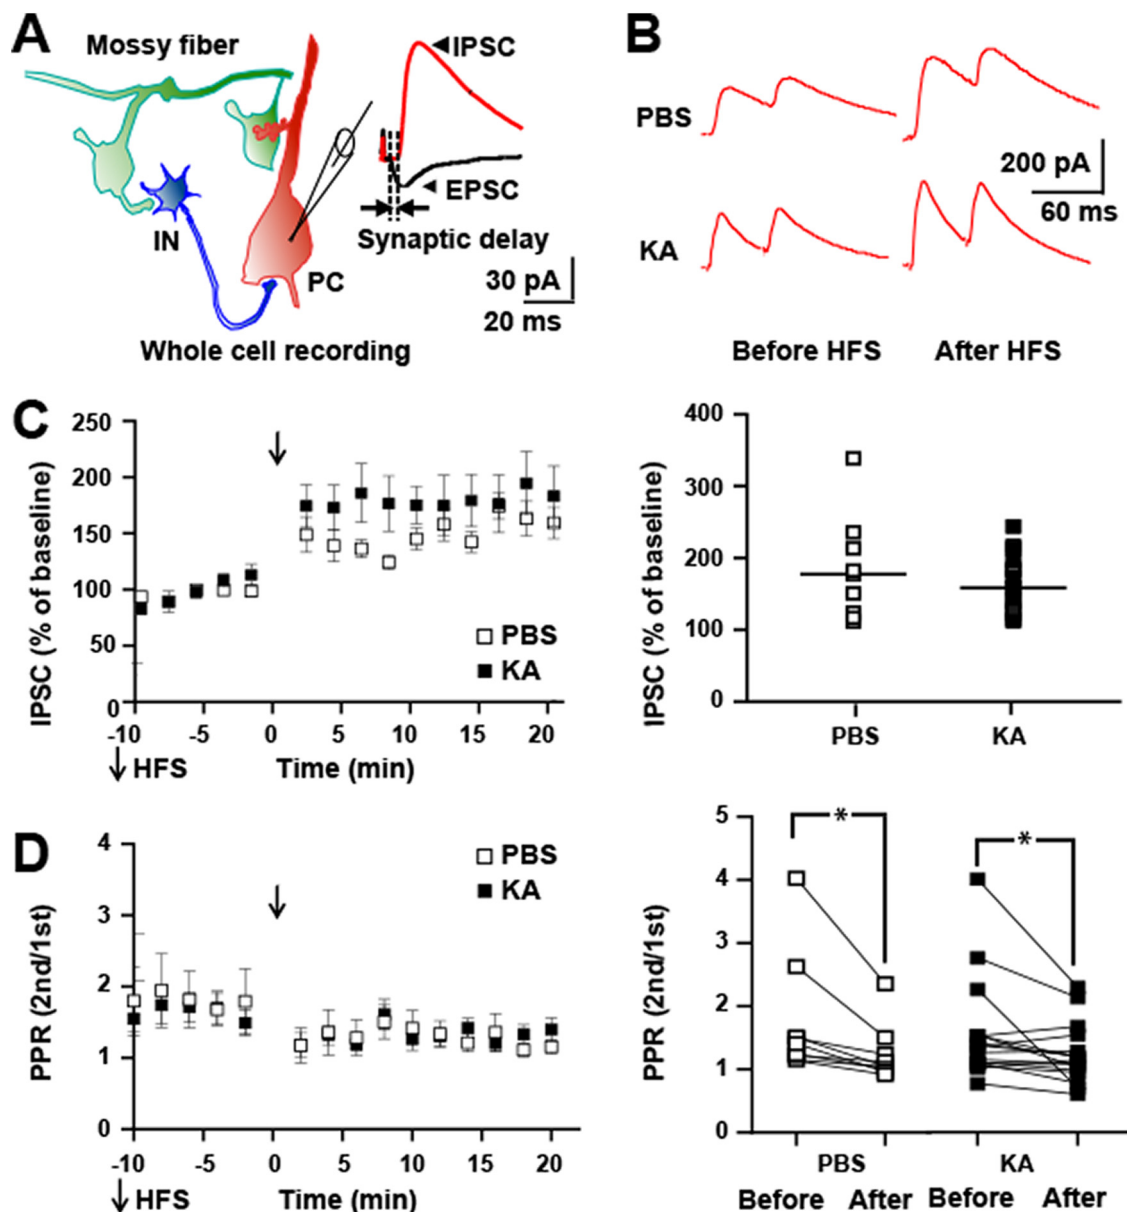 A
Mossy fiber
IN
PC
Whole cell recording
IPSC
EPSC
Synaptic delay
30 pA
20 ms
B
PBS
KA
200 pA
60 ms
Before HFS
After HFS
C
IPSC (% of baseline)
250
200
150
100
50
0
-10
-5
0
5
10
15
20
HFS
Time (min)
PBS
KA
IPSC (% of baseline)
400
300
200
100
0
PBS
KA
D
PPR (2nd/1st)
4
3
2
1
0
-10
-5
0
5
10
15
20
HFS
Time (min)
PBS
KA
PPR (2nd/1st)
5
4
3
2
1
0
*
*
PBS
KA
Before After Before After